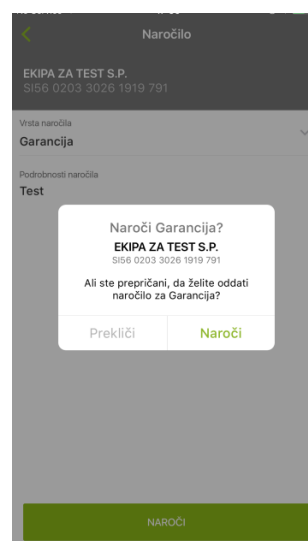 Naročilo
EKIPA ZA TEST S.P.
SI56 0203 3026 1919 791
Vrsta naročila
Garancija
Podrobnosti naročila
Test
Naroči Garancija?
EKIPA ZA TEST S.P.
SI56 0203 3026 1919 791
Ali ste prepričani, da želite oddati
naročilo za Garancija?
Prekliči
Naroči
NAROČI